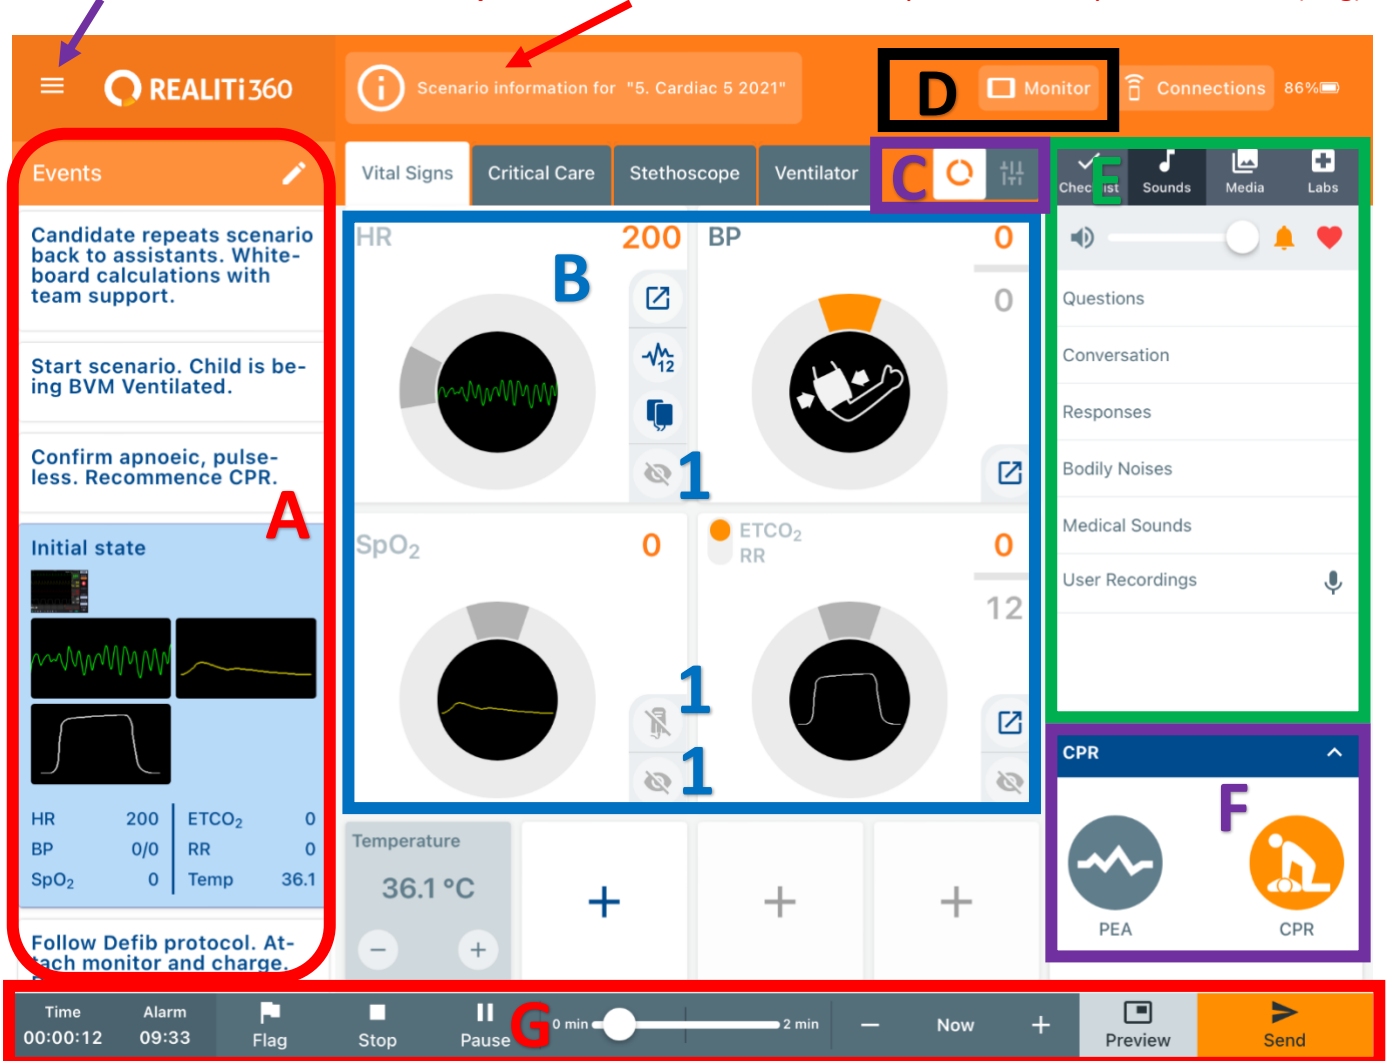 REALITi360
Scenario information for "5. Cardiac 5 2021"
D
Monitor
Connections
86%
Events
Vital Signs
Critical Care
Stethoscope
Ventilator
C
E
Checklist
Sounds
Media
Labs
Candidate repeats scenario
back to assistants. White-
board calculations with
team support.
Start scenario. Child is be-
ing BVM Ventilated.
Confirm apnoeic, pulse-
less. Recommence CPR.
A
Initial state
HR 200 ETCO₂ 0
BP 0/0 RR 0
SpO₂ 0 Temp 36.1
Follow Defib protocol. At-
tach monitor and charge.
HR 200
B
12
1
BP 0
0
SpO₂ 0
1
1
ETCO₂ 0
RR
12
Temperature
36.1 °C
Questions
Conversation
Responses
Bodily Noises
Medical Sounds
User Recordings
CPR
F
PEA
CPR
Time
00:00:12
Alarm
09:33
Flag
Stop
Pause
G
0 min
2 min
Now
Preview
Send